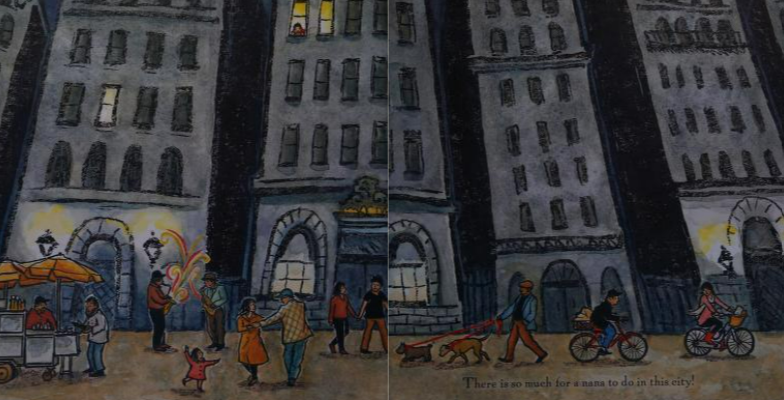 There is so much for a nana to do in this city!